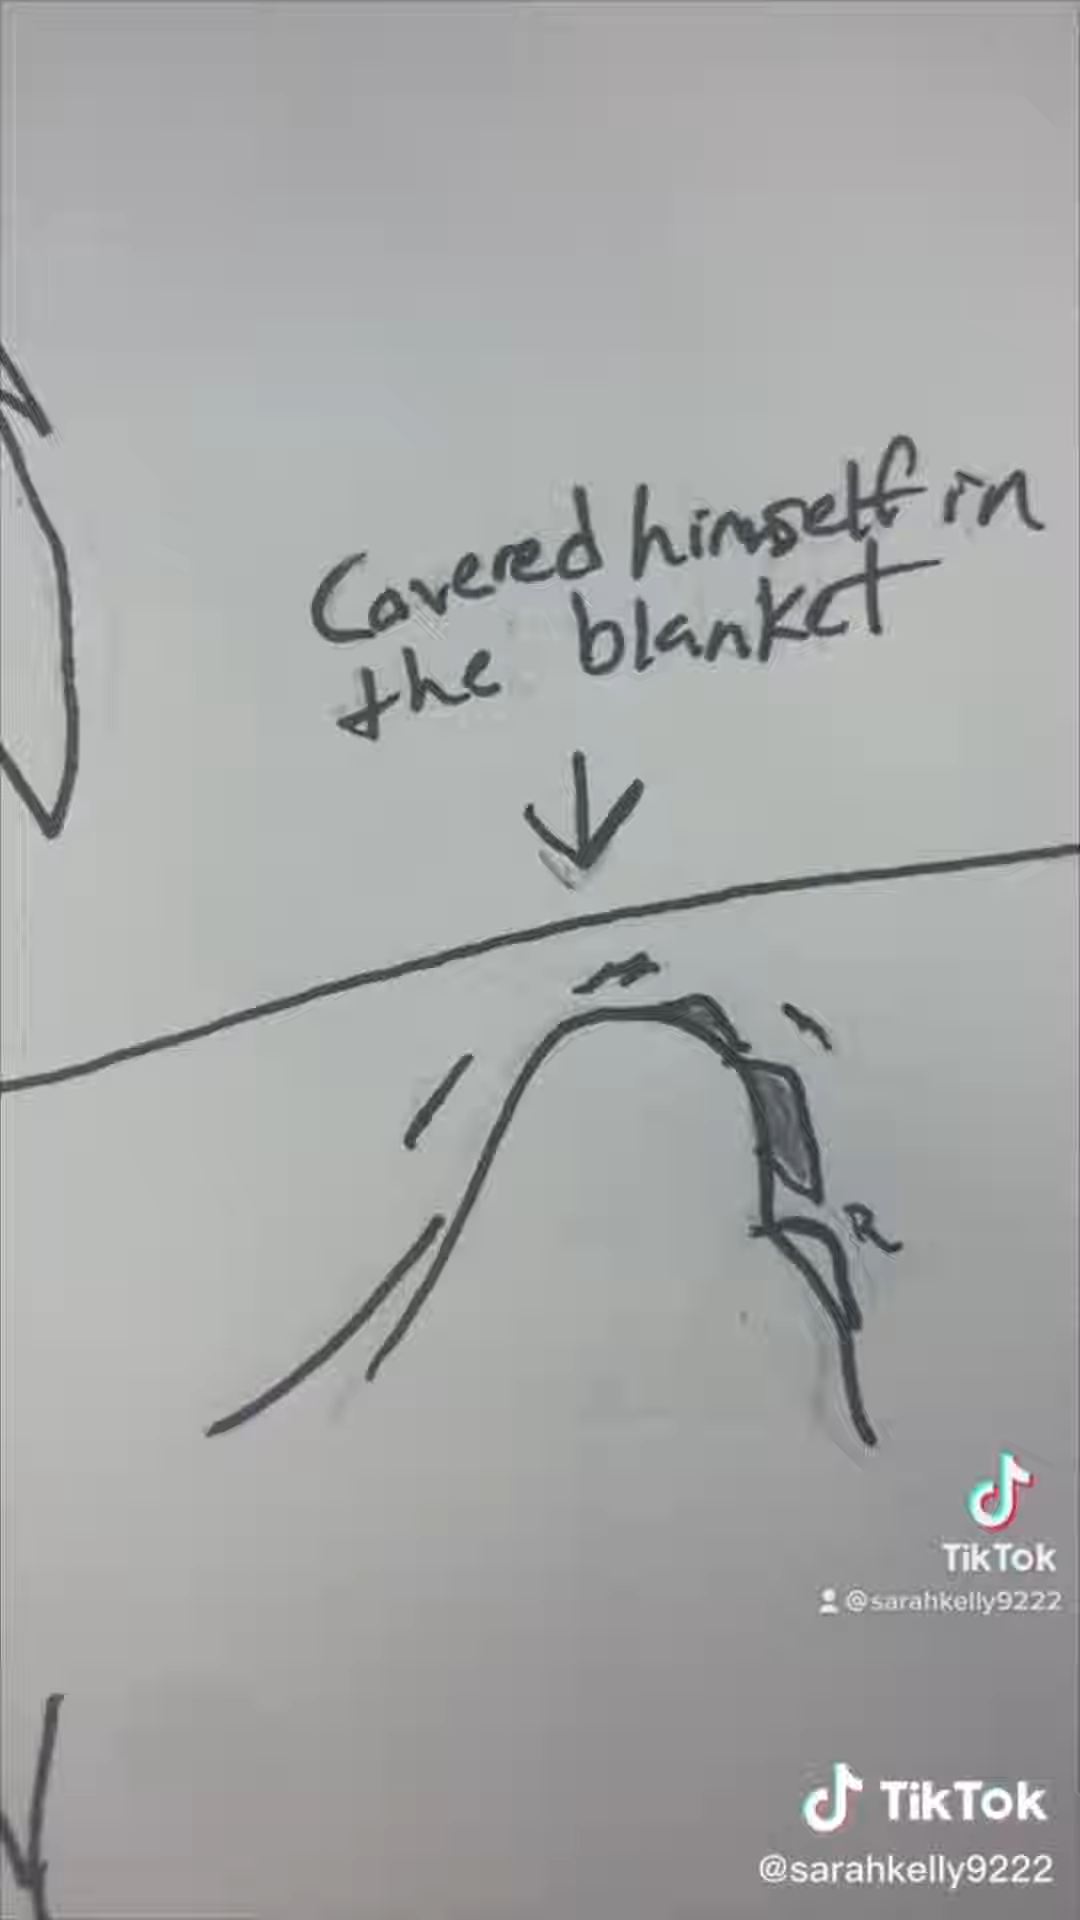 Covered himself in
the blanket
R
TikTok
@sarahkelly9222
TikTok
@sarahkelly9222